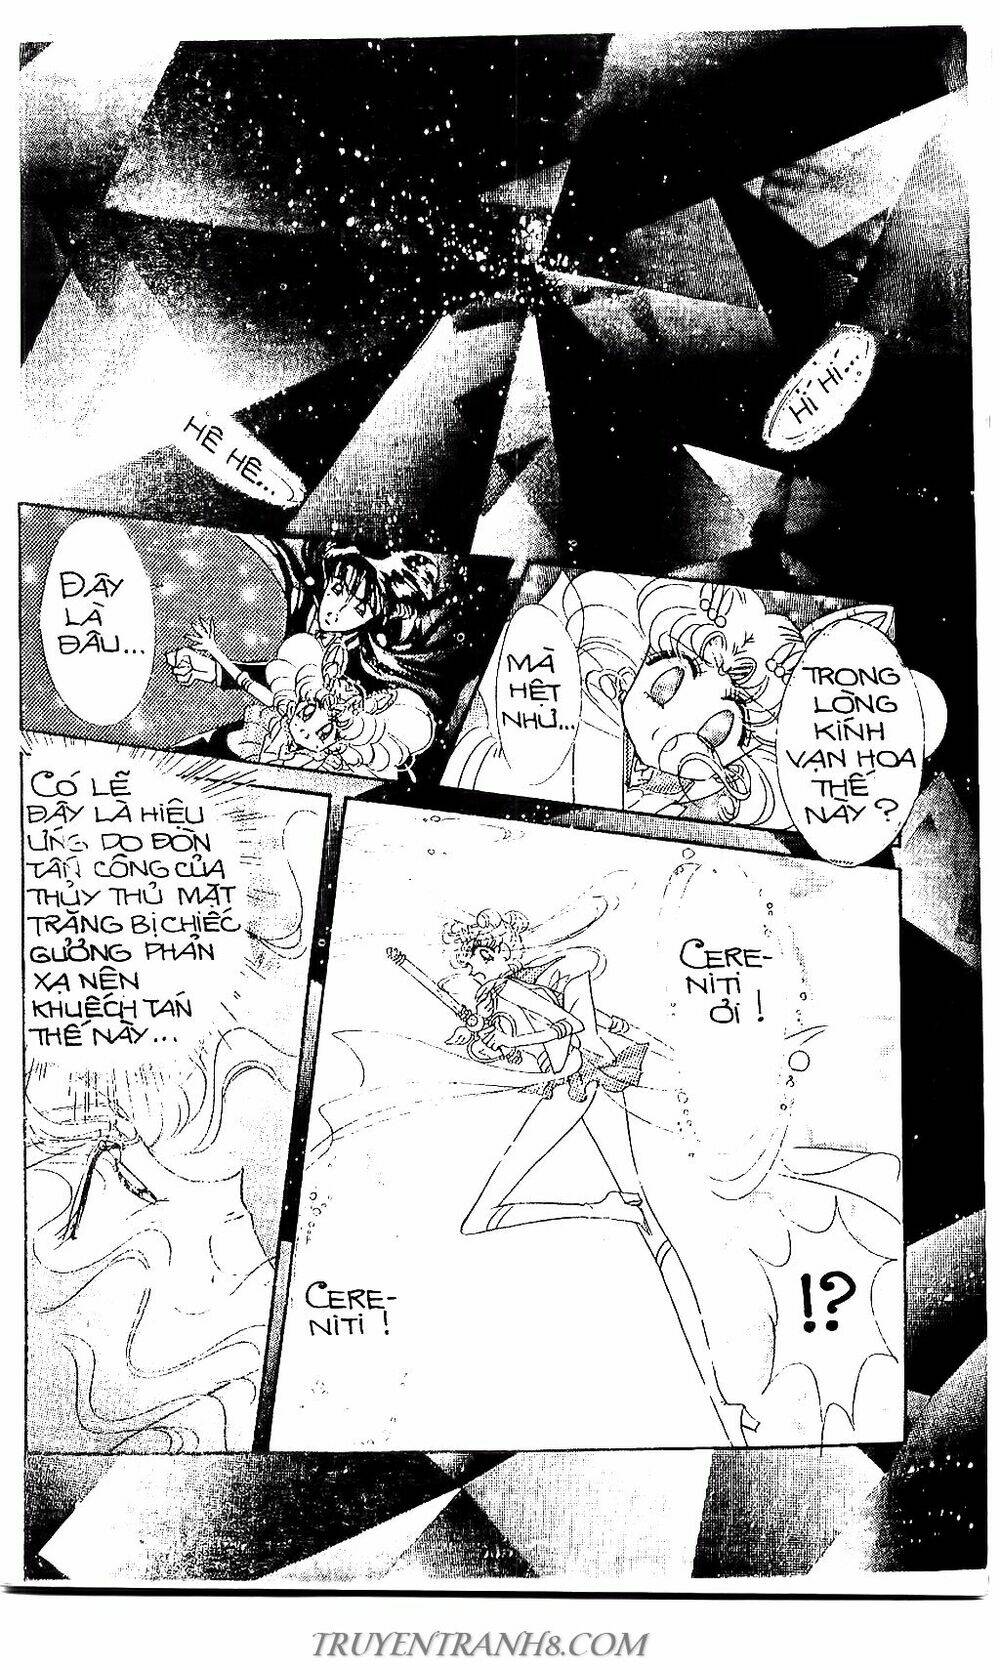 HÍ HÍ...
HÊ HÊ...
ĐÂY
LÀ
ĐÂU...
MÀ
HỆT
NHƯ...
TRONG
LÒNG
KÍNH
VẠN HOA
THẾ
NÀY?
CÓ LẼ
ĐÂY LÀ HIỆU
ỨNG DO ĐÒN
TẤN CÔNG CỦA
THỦY THỦ MẶT
TRĂNG BỊ CHIẾC
GƯƠNG PHẢN
XẠ NÊN
KHUẾCH TÁN
THẾ NÀY...
CERE-
NITI
ƠI!
!?
CERE-
NITI!
TRUYENTRANH8.COM